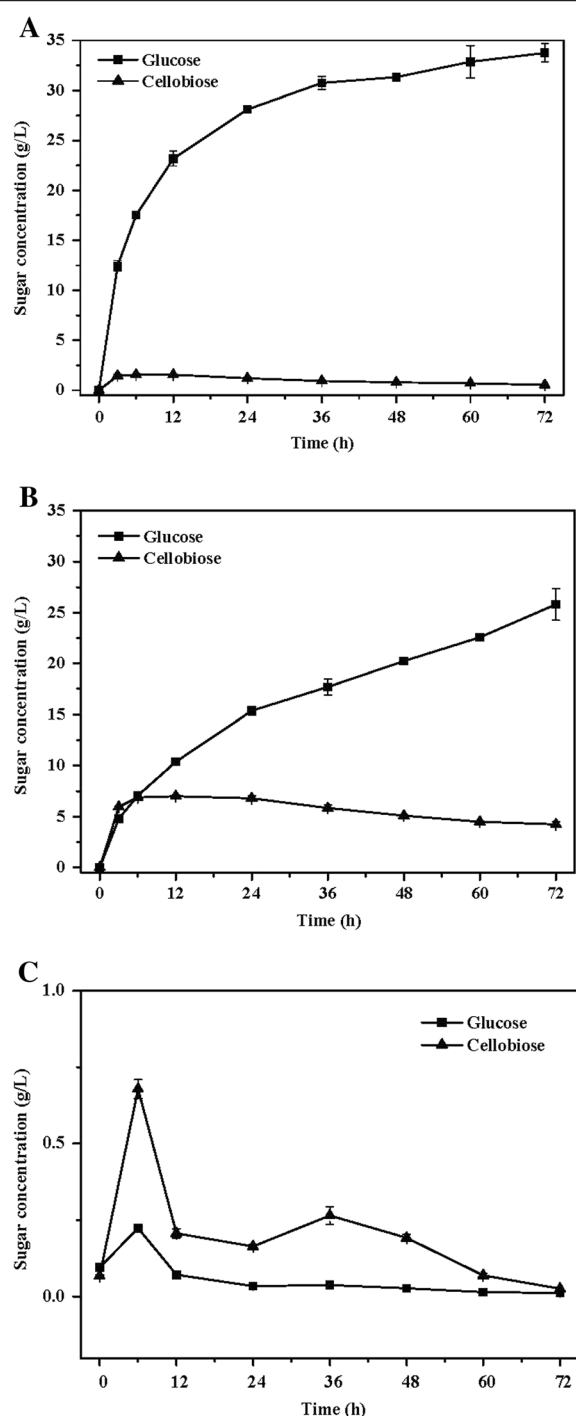 A
35
30
25
20
15
10
5
0
Sugar concentration (g/L)
Glucose
Cellobiose
0 12 24 36 48 60 72
Time (h)
B
35
30
25
20
15
10
5
0
Sugar concentration (g/L)
Glucose
Cellobiose
0 12 24 36 48 60 72
Time (h)
C
1.0
0.5
0.0
Sugar concentration (g/L)
Glucose
Cellobiose
0 12 24 36 48 60 72
Time (h)